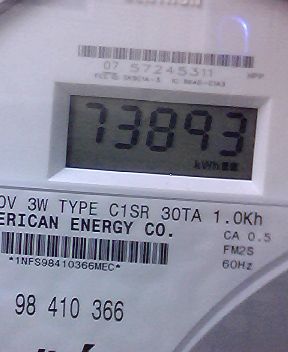 07 57245311
73893
kWh
0V 3W TYPE C1SR 30TA 1.0Kh
ERICAN ENERGY CO.
CA 0.5
FM2S
60Hz
*1NFS98410366MEC*
98 410 366